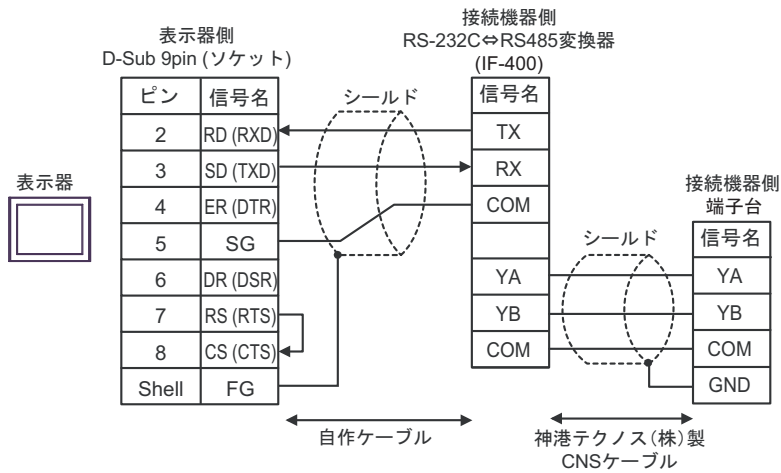 表示器
表示器側
D-Sub 9pin (ソケット)
ピン 信号名
2 RD (RXD)
3 SD (TXD)
4 ER (DTR)
5 SG
6 DR (DSR)
7 RS (RTS)
8 CS (CTS)
Shell FG
シールド
自作ケーブル
接続機器側
RS-232C⇔RS485変換器
(IF-400)
信号名
TX
RX
COM
YA
YB
COM
シールド
神港テクノス(株)製
CNSケーブル
接続機器側
端子台
信号名
YA
YB
COM
GND